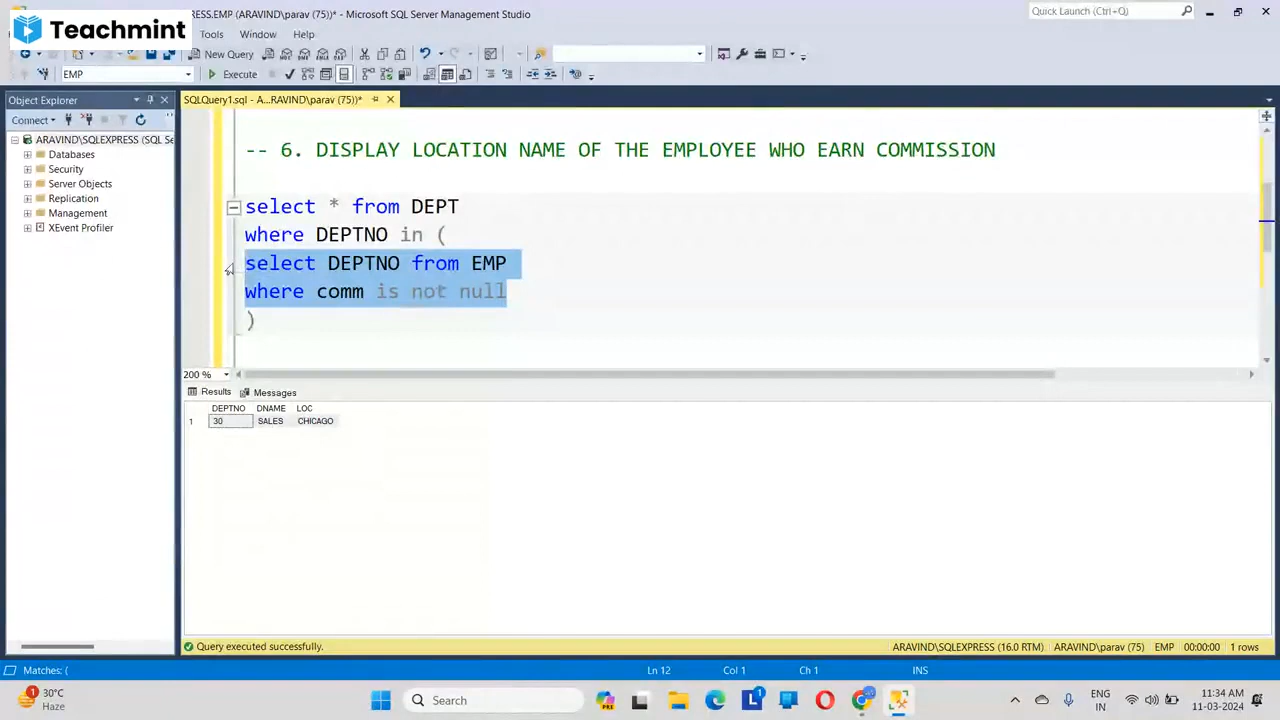 RESS.EMP (ARAVIND\parav (75))* - Microsoft SQL Server Management Studio
Quick Launch (Ctrl+Q)
Teachmint
Tools Window Help
New Query
EMP
Execute
Object Explorer
SQLQuery1.sql - A...RAVIND\parav (75))*
Connect
ARAVIND\SQLEXPRESS (SQL Se
Databases
Security
Server Objects
Replication
Management
XEvent Profiler
-- 6. DISPLAY LOCATION NAME OF THE EMPLOYEE WHO EARN COMMISSION
select * from DEPT
where DEPTNO in (
select DEPTNO from EMP
where comm is not null
)
200 %
Results Messages
DEPTNO DNAME LOC
1 30 SALES CHICAGO
Query executed successfully.
ARAVIND\SQLEXPRESS (16.0 RTM) ARAVIND\parav (75) EMP 00:00:00 1 rows
Matches: (
Ln 12 Col 1 Ch 1 INS
1
30°C
Haze
Search
PRE
L
1
ENG
IN
11:34 AM
11-03-2024